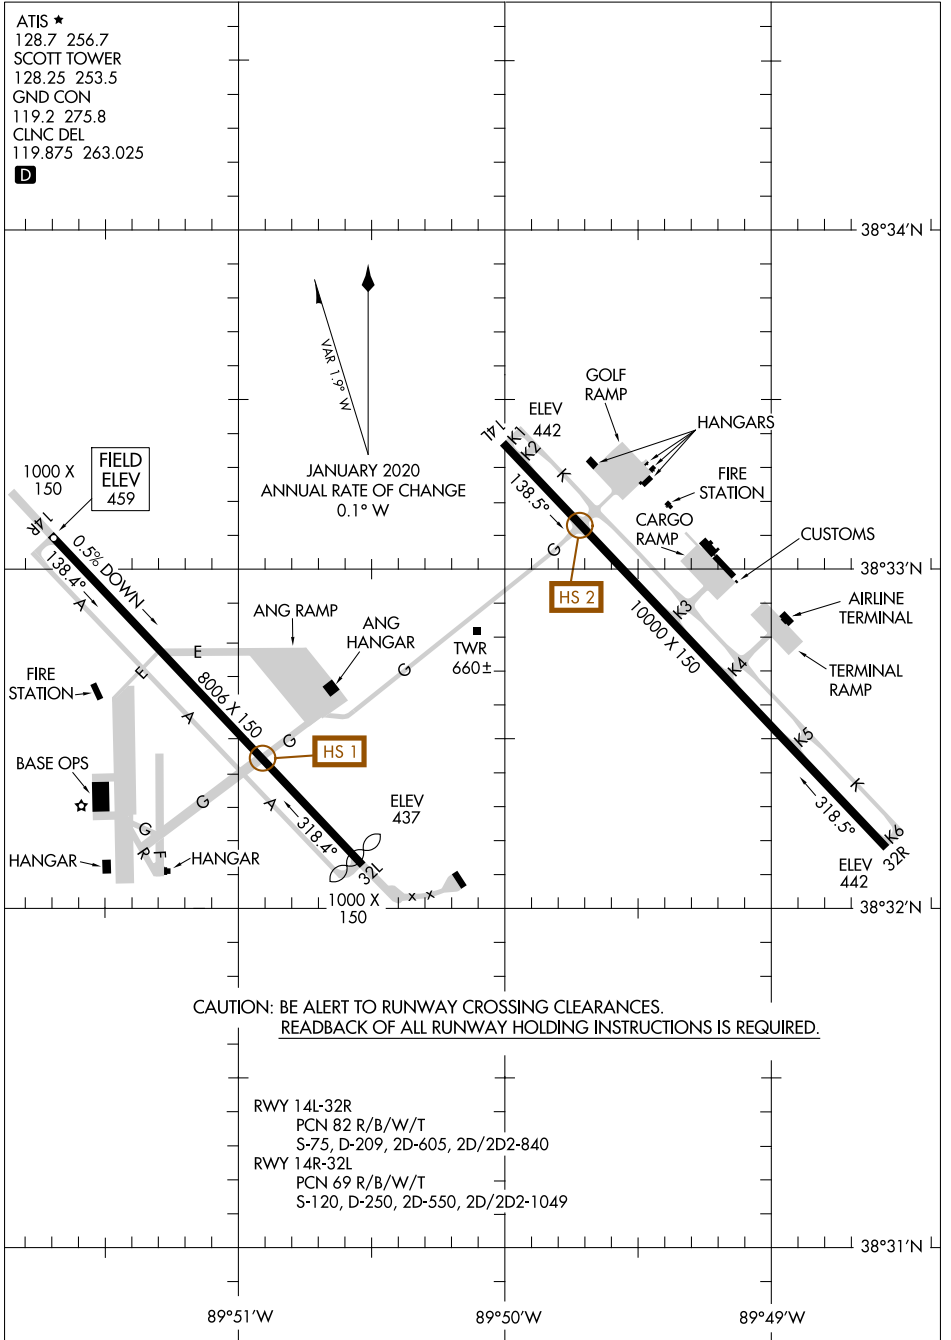 ATIS ★
128.7 256.7
SCOTT TOWER
128.25 253.5
GND CON
119.2 275.8
CLNC DEL
119.875 263.025
D
38°34'N
VAR 1.9° W
JANUARY 2020
ANNUAL RATE OF CHANGE
0.1° W
GOLF
RAMP
HANGARS
ELEV
442
14L
K1
K2
K
138.5°
FIRE
STATION
CARGO
RAMP
CUSTOMS
1000 X
150
FIELD
ELEV
459
14R
138.4°
0.5% DOWN
A
G
HS 2
38°33'N
10000 X 150
K3
AIRLINE
TERMINAL
K4
TERMINAL
RAMP
ANG RAMP
ANG
HANGAR
TWR
660±
E
E
G
FIRE
STATION
8006 X 150
A
G
HS 1
K5
BASE OPS
G
A
318.4°
ELEV
437
K
318.5°
K6
32R
ELEV
442
G
R
F
HANGAR
HANGAR
32L
1000 X
150
X X
38°32'N
CAUTION: BE ALERT TO RUNWAY CROSSING CLEARANCES.
READBACK OF ALL RUNWAY HOLDING INSTRUCTIONS IS REQUIRED.
RWY 14L-32R
PCN 82 R/B/W/T
S-75, D-209, 2D-605, 2D/2D2-840
RWY 14R-32L
PCN 69 R/B/W/T
S-120, D-250, 2D-550, 2D/2D2-1049
38°31'N
89°51'W
89°50'W
89°49'W